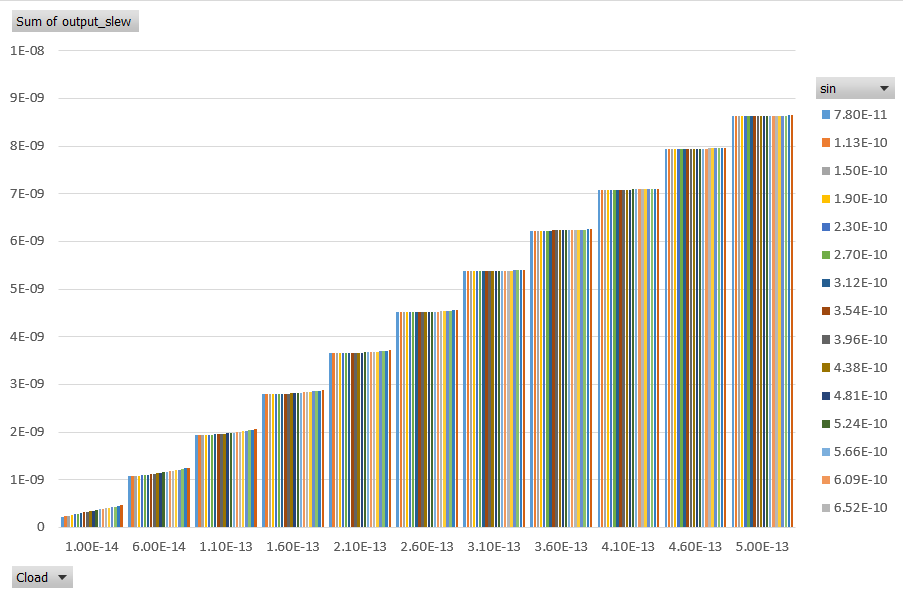 Sum of output_slew
1E-08
9E-09
8E-09
7E-09
6E-09
5E-09
4E-09
3E-09
2E-09
1E-09
0
1.00E-14 6.00E-14 1.10E-13 1.60E-13 2.10E-13 2.60E-13 3.10E-13 3.60E-13 4.10E-13 4.60E-13 5.00E-13
Cload
sin
7.80E-11
1.13E-10
1.50E-10
1.90E-10
2.30E-10
2.70E-10
3.12E-10
3.54E-10
3.96E-10
4.38E-10
4.81E-10
5.24E-10
5.66E-10
6.09E-10
6.52E-10